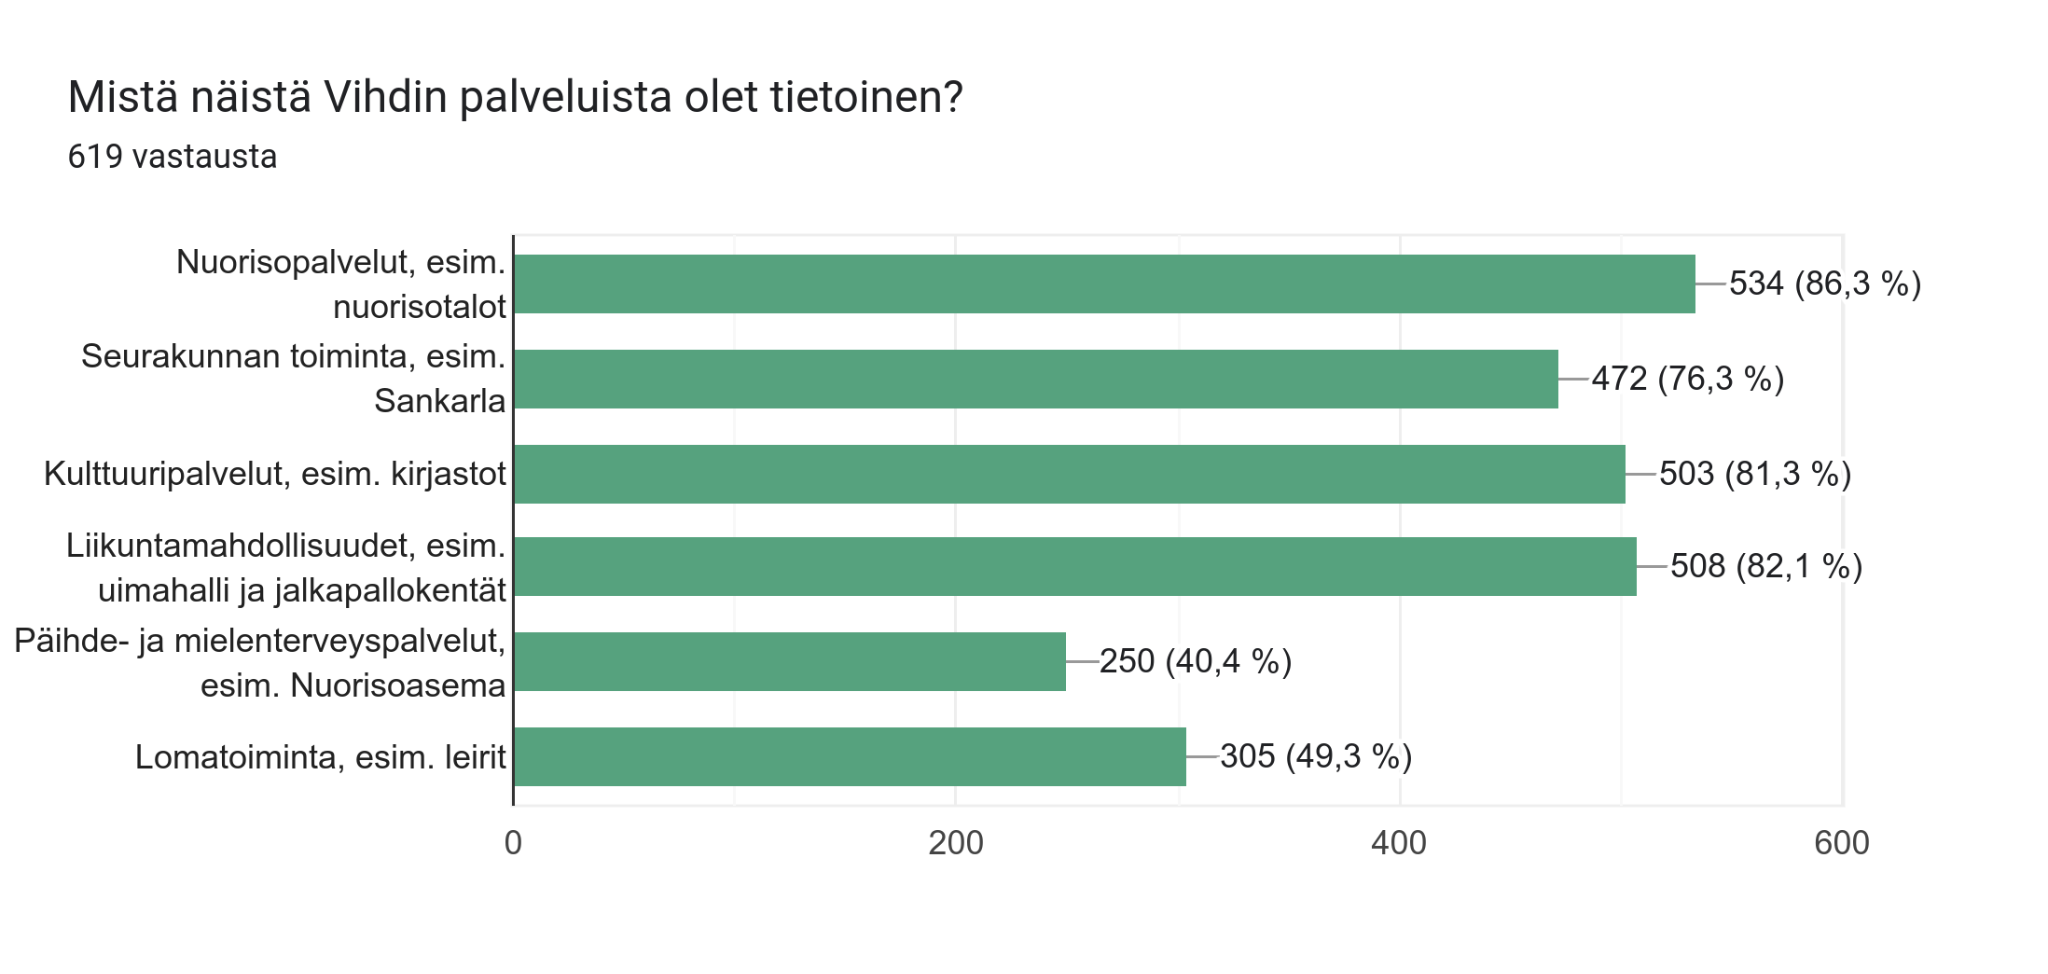 Mistä näistä Vihdin palveluista olet tietoinen?
619 vastausta
Nuorisopalvelut, esim.
nuorisotalot
534 (86,3 %)
Seurakunnan toiminta, esim.
Sankarla
472 (76,3 %)
Kulttuuripalvelut, esim. kirjastot
503 (81,3 %)
Liikuntamahdollisuudet, esim.
uimahalli ja jalkapallokentät
508 (82,1 %)
Päihde- ja mielenterveyspalvelut,
esim. Nuorisoasema
250 (40,4 %)
Lomatoiminta, esim. leirit
305 (49,3 %)
0 200 400 600